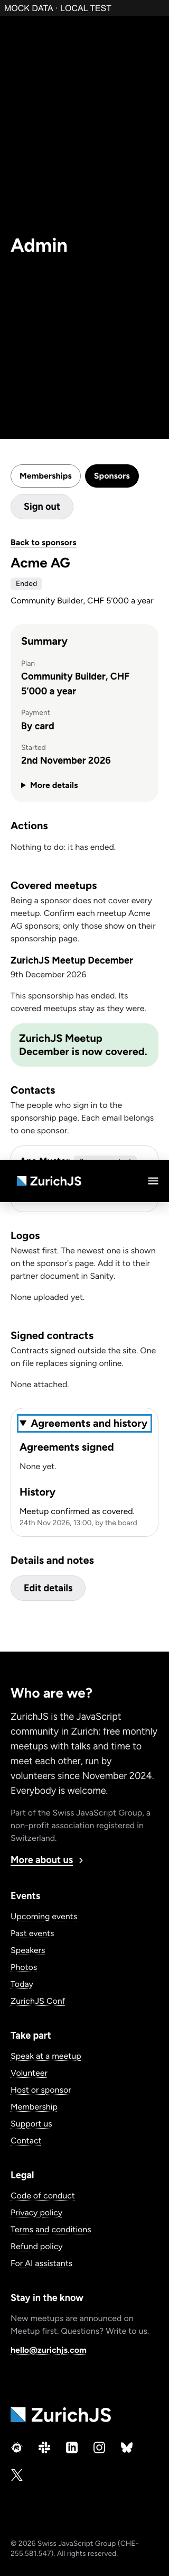 MOCK DATA · LOCAL TEST
Admin
Memberships
Sponsors
Sign out
Back to sponsors
Acme AG
Ended
Community Builder, CHF 5’000 a year
Summary
Plan
Community Builder, CHF
5’000 a year
Payment
By card
Started
2nd November 2026
More details
Actions
Nothing to do: it has ended.
Covered meetups
Being a sponsor does not cover every
meetup. Confirm each meetup Acme
AG sponsors; only those show on their
sponsorship page.
ZurichJS Meetup December
9th December 2026
This sponsorship has ended. Its
covered meetups stay as they were.
ZurichJS Meetup
December is now covered.
Contacts
The people who sign in to the
sponsorship page. Each email belongs
to one sponsor.
ZurichJS
Logos
Newest first. The newest one is shown
on the sponsor's page. Add it to their
partner document in Sanity.
None uploaded yet.
Signed contracts
Contracts signed outside the site. One
on file replaces signing online.
None attached.
Agreements and history
Agreements signed
None yet.
History
Meetup confirmed as covered.
24th Nov 2026, 13:00, by the board
Details and notes
Edit details
Who are we?
ZurichJS is the JavaScript
community in Zurich: free monthly
meetups with talks and time to
meet each other, run by
volunteers since November 2024.
Everybody is welcome.
Part of the Swiss JavaScript Group, a
non-profit association registered in
Switzerland.
More about us
Events
Upcoming events
Past events
Speakers
Photos
Today
ZurichJS Conf
Take part
Speak at a meetup
Volunteer
Host or sponsor
Membership
Support us
Contact
Legal
Code of conduct
Privacy policy
Terms and conditions
Refund policy
For AI assistants
Stay in the know
New meetups are announced on
Meetup first. Questions? Write to us.
hello@zurichjs.com
ZurichJS
© 2026 Swiss JavaScript Group (CHE-
255.581.547). All rights reserved.